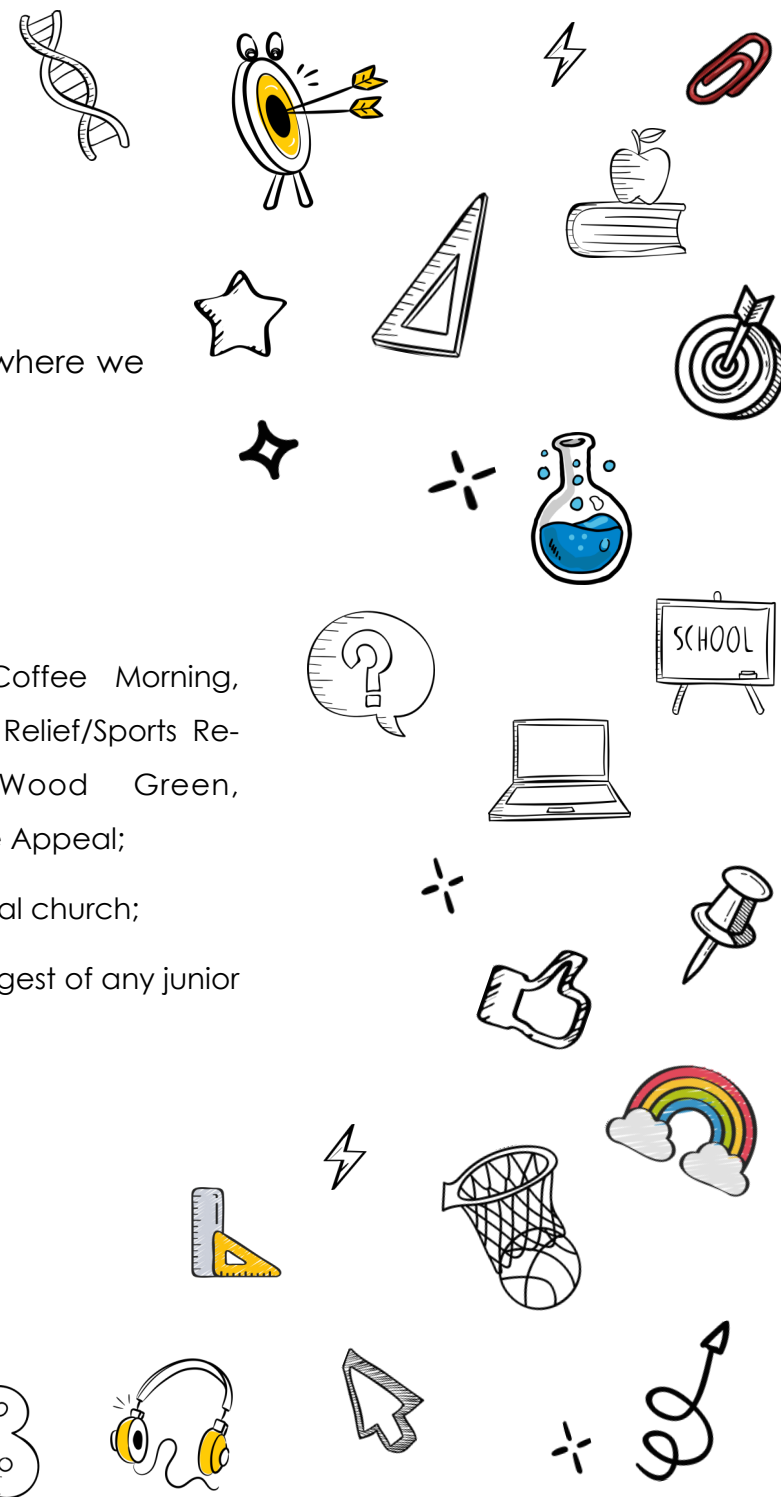 where we
Coffee Morning,
Relief/Sports Re-
Wood Green,
e Appeal;
al church;
gest of any junior
SCHOOL
?